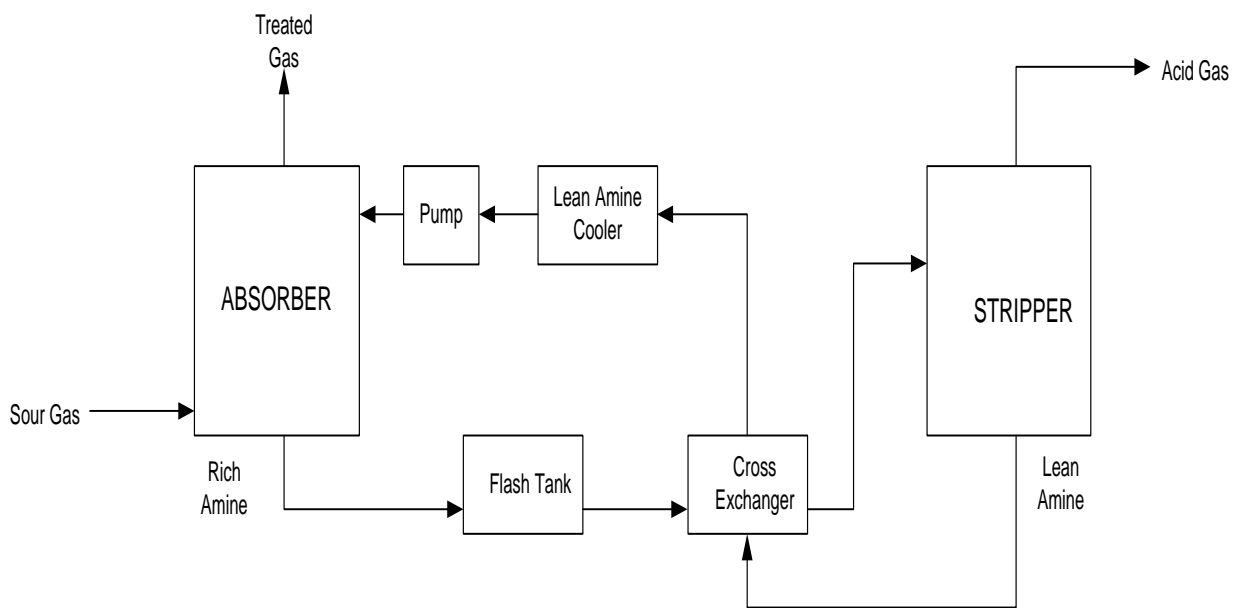 Treated
Gas
Acid Gas
Pump
Lean Amine
Cooler
ABSORBER
STRIPPER
Sour Gas
Rich
Amine
Flash Tank
Cross
Exchanger
Lean
Amine